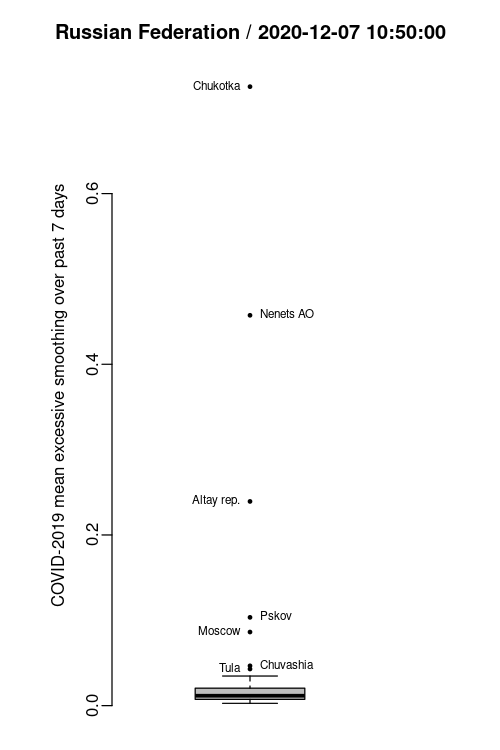 Russian Federation / 2020-12-07 10:50:00
Chukotka
COVID-2019 mean excessive smoothing over past 7 days
0.6
Nenets AO
0.4
Altay rep.
0.2
Pskov
Moscow
Chuvashia
Tula
0.0